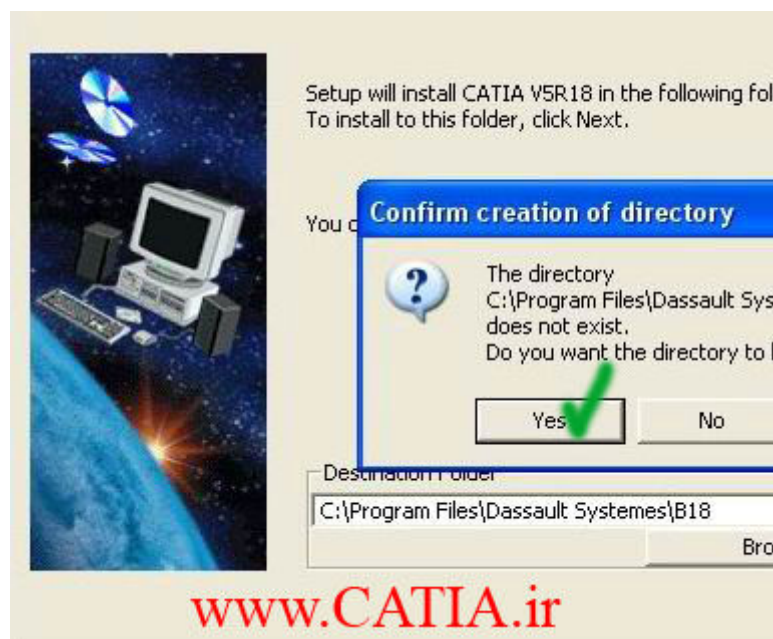 Setup will install CATIA V5R18 in the following fol
To install to this folder, click Next.
You c
Confirm creation of directory
The directory
C:\Program Files\Dassault Sys
does not exist.
Do you want the directory to
Yes
No
Destination Folder
C:\Program Files\Dassault Systemes\B18
Bro
www.CATIA.ir